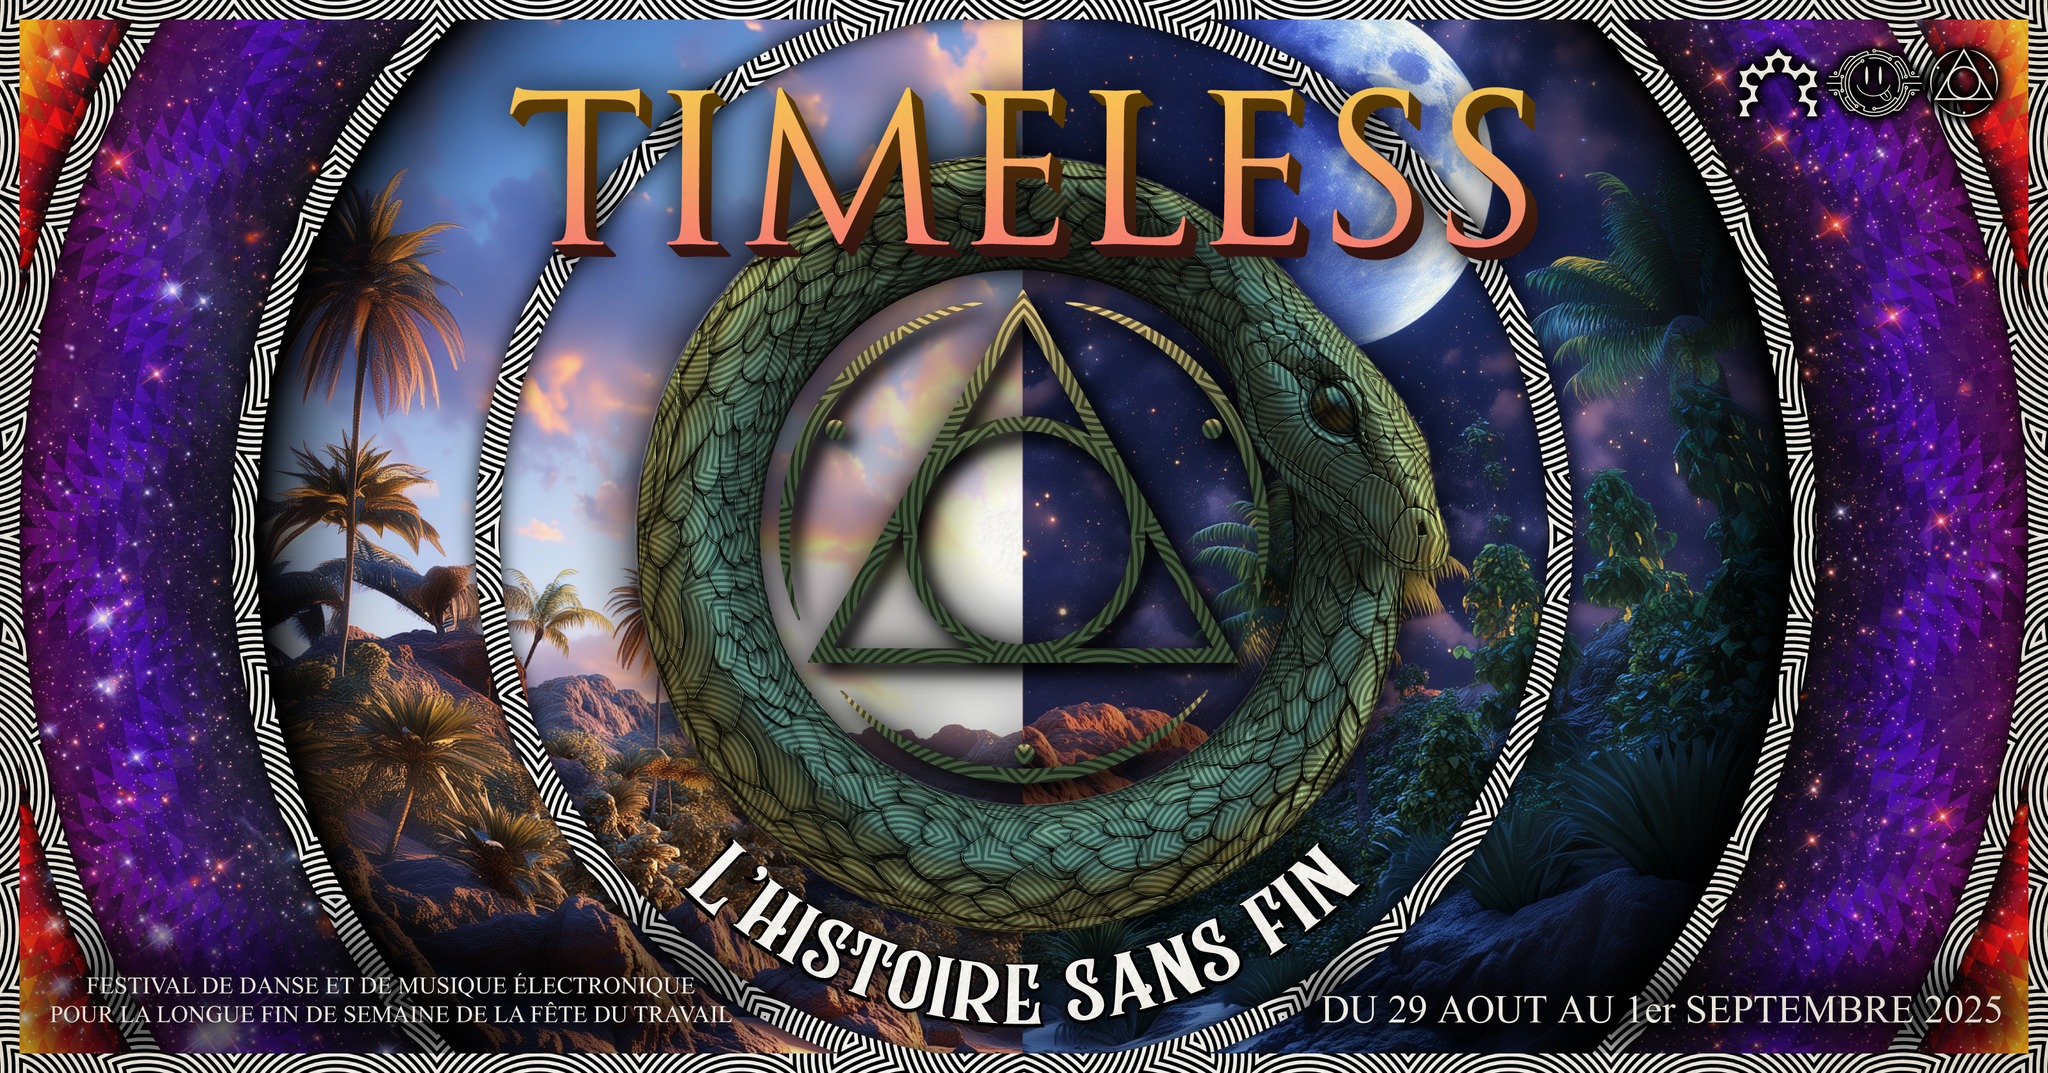 TIMELESS
L'HISTOIRE SANS FIN
FESTIVAL DE DANSE ET DE MUSIQUE ÉLECTRONIQUE
POUR LA LONGUE FIN DE SEMAINE DE LA FÊTE DU TRAVAIL
DU 29 AOUT AU 1er SEPTEMBRE 2025